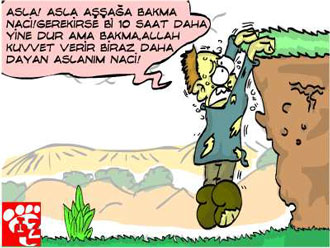 ASLA! ASLA AŞŞAĞA BAKMA
NACİ!GEREKİRSE Bİ 10 SAAT DAHA
YİNE DUR AMA BAKMA,ALLAH
KUVVET VERİR BİRAZ DAHA
DAYAN ASLANIM NACİ!